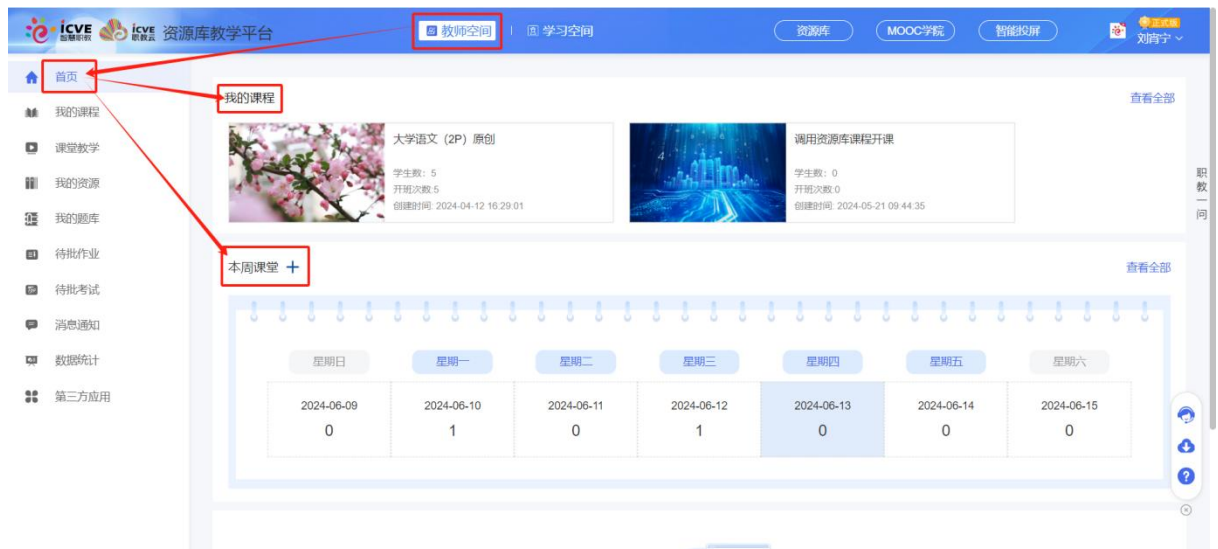 icve 智慧职教 icve 职教云 资源库教学平台
教师空间
学习空间
资源库
MOOC学院
智能投屏
正式版
刘宵宁
首页
我的课程
课堂教学
我的资源
我的题库
待批作业
待批考试
消息通知
数据统计
第三方应用
我的课程
查看全部
大学语文（2P）原创
学生数：5
开班次数:5
创建时间: 2024-04-12 16:29:01
调用资源库课程开课
学生数：0
开班次数:0
创建时间: 2024-05-21 09:44:35
职教一问
本周课堂 +
查看全部
星期日 星期一 星期二 星期三 星期四 星期五 星期六
2024-06-09 2024-06-10 2024-06-11 2024-06-12 2024-06-13 2024-06-14 2024-06-15
0 1 0 1 0 0 0